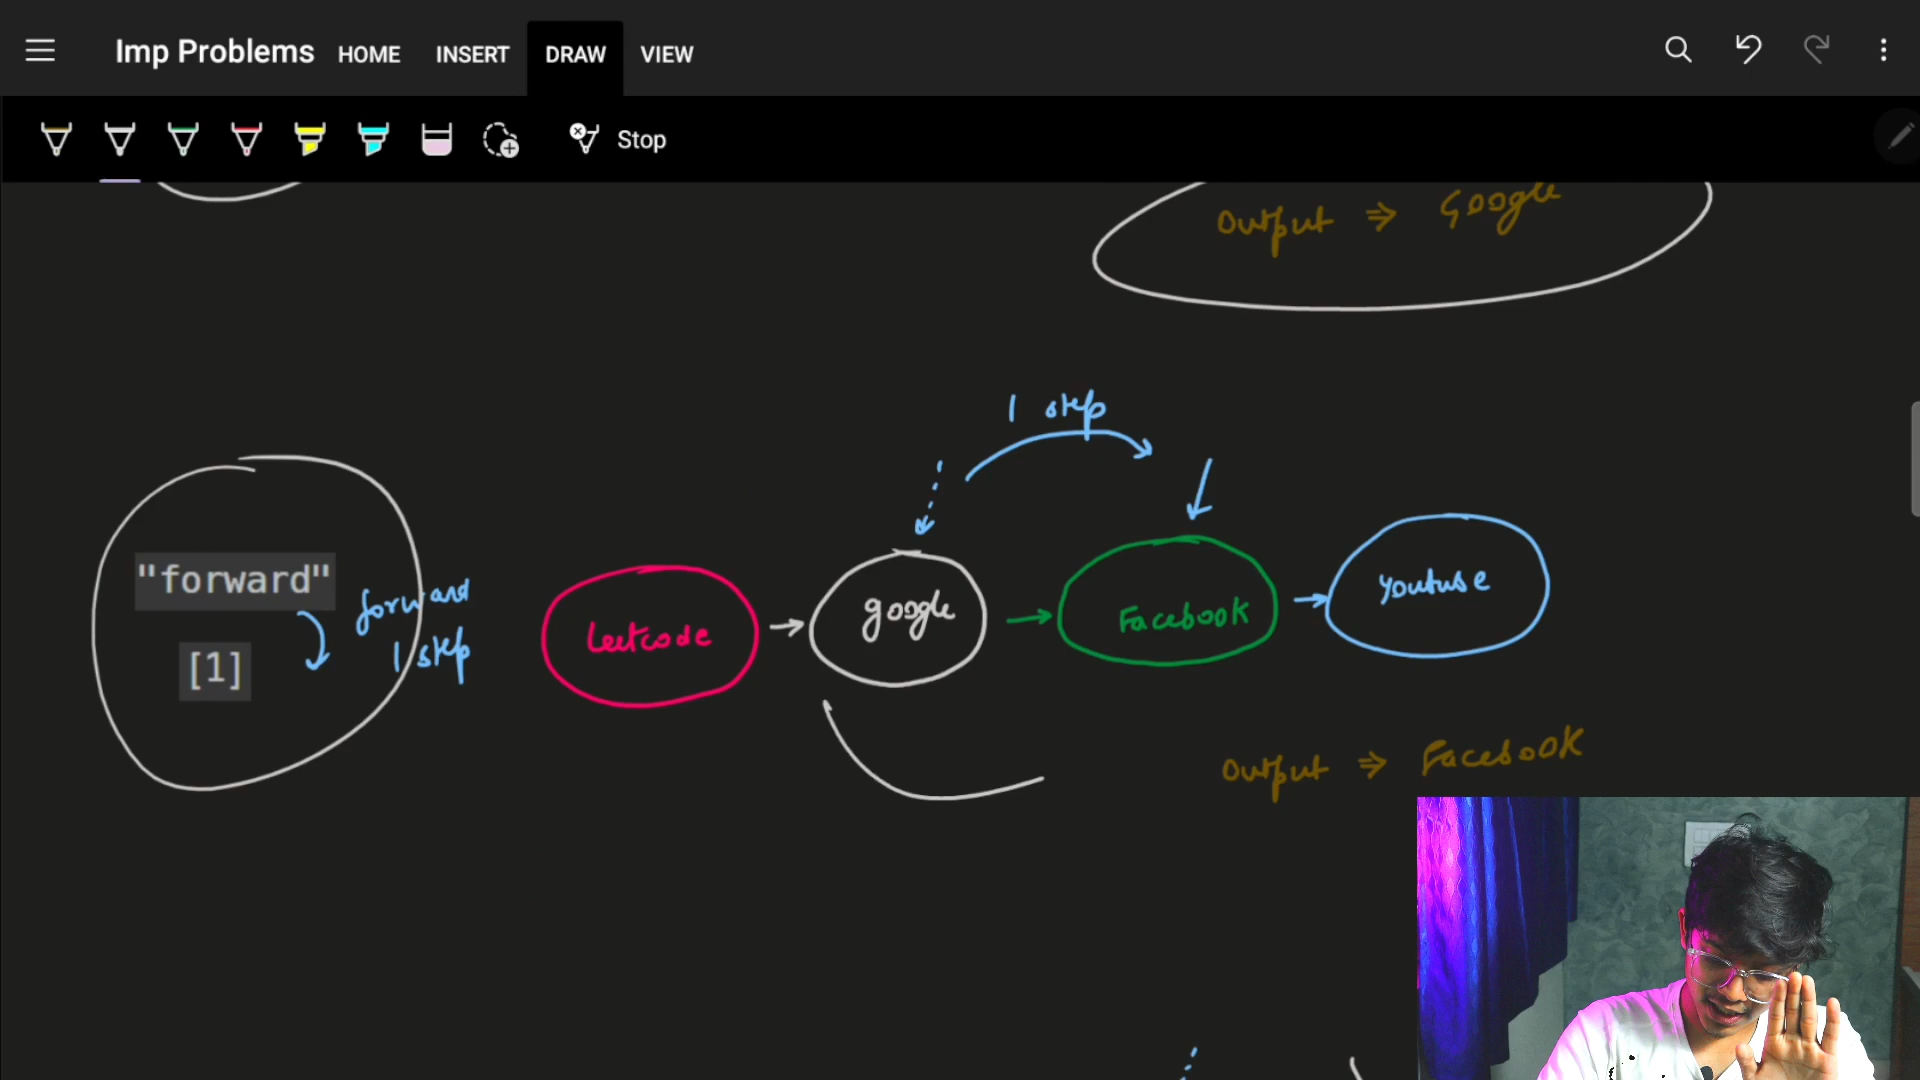 Imp Problems HOME INSERT DRAW VIEW
Stop
Output ⇒ Google
1 step
"forward"
forward
[1]
1 step
Leetcode → google → Facebook → Youtube
Output ⇒ Facebook